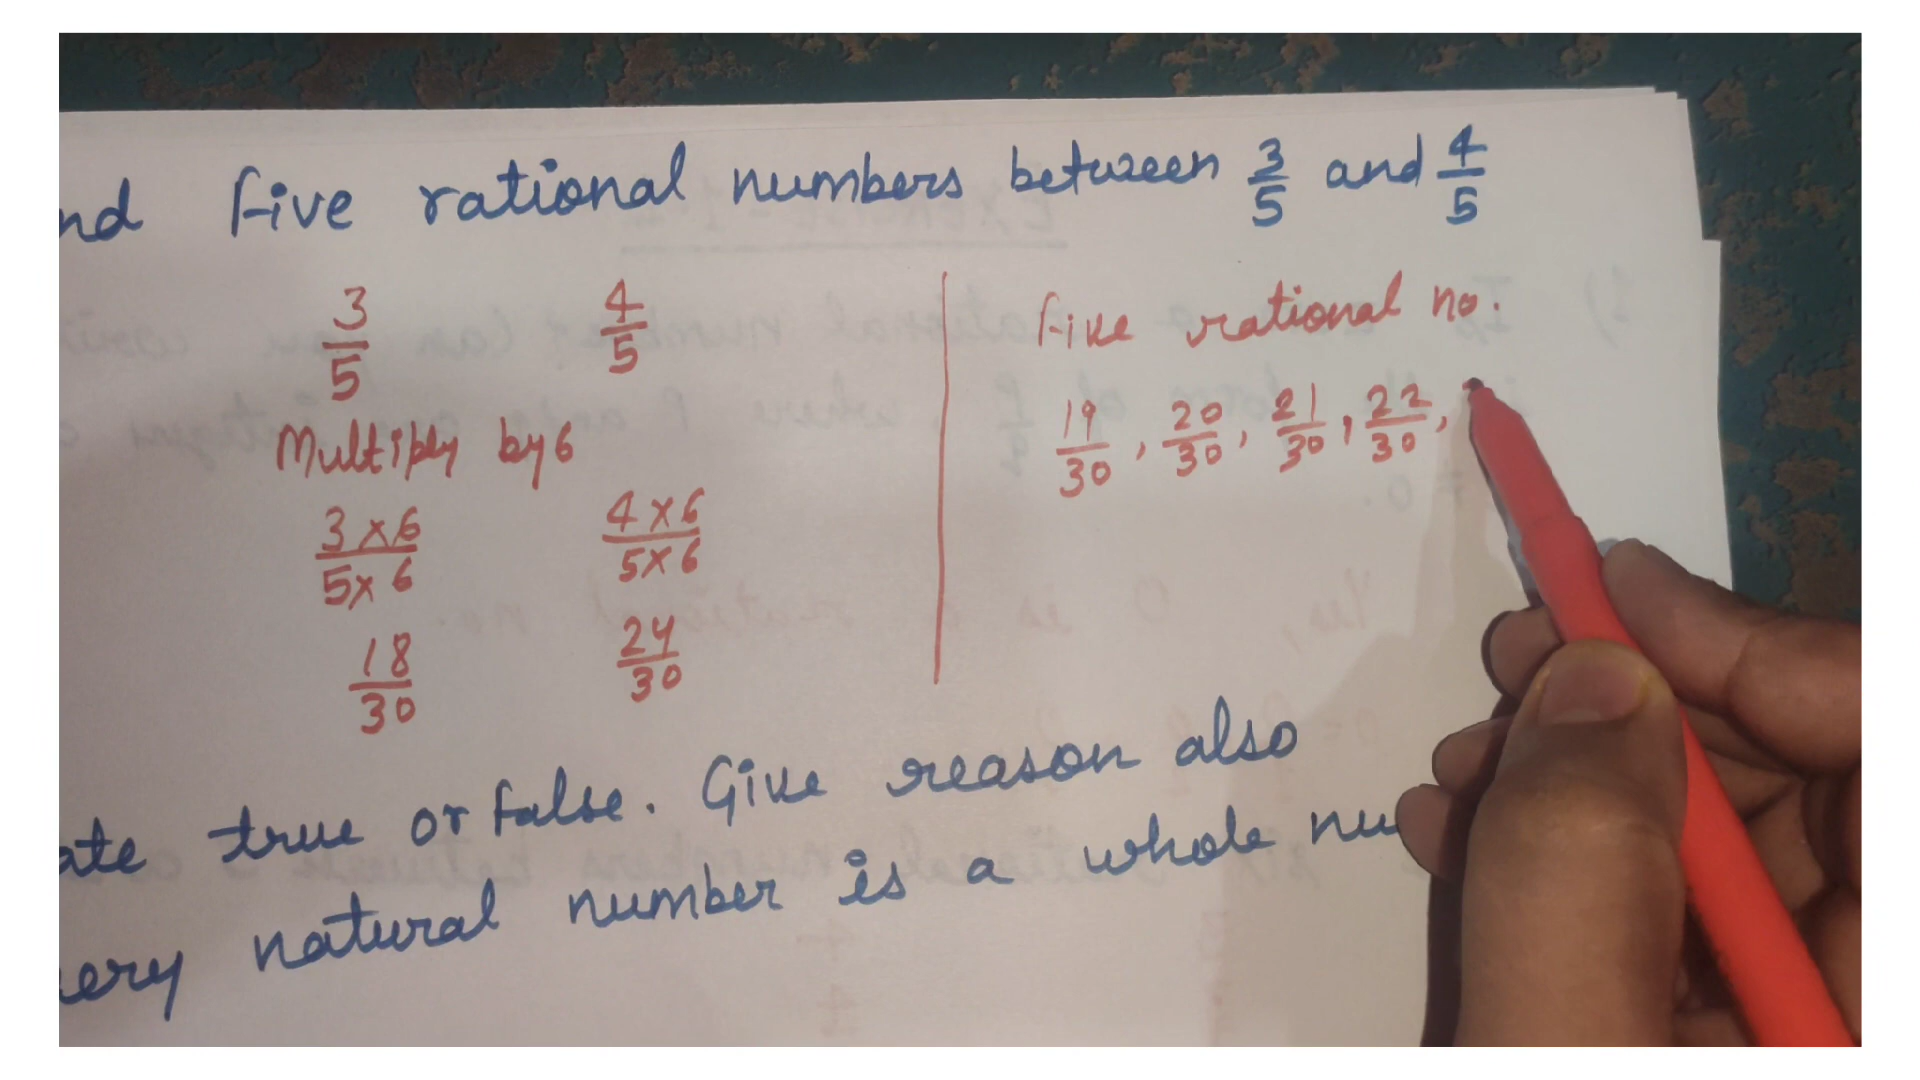 nd five rational numbers between 3/5 and 4/5
3/5 4/5
Multiply by 6
3×6/5×6 4×6/5×6
18/30 24/30
five rational no.
19/30, 20/30, 21/30, 22/30,
ate true or false. Give reason also
ery natural number is a whole nu